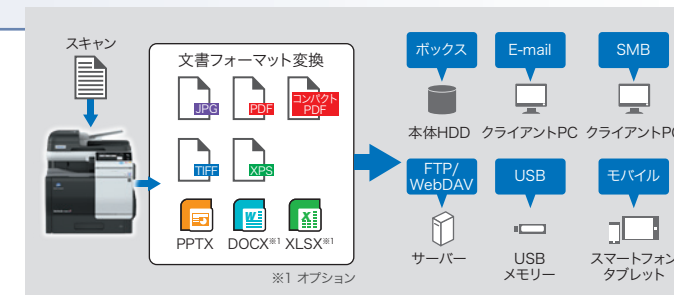 スキャン
文書フォーマット変換
JPG
PDF
コンパクト
PDF
TIFF
XPS
PPTX
DOCX※1
XLSX※1
※1 オプション
ボックス
E-mail
SMB
本体HDD
クライアントPC
クライアントPC
FTP/
WebDAV
USB
モバイル
サーバー
USB
メモリー
スマートフォン
タブレット